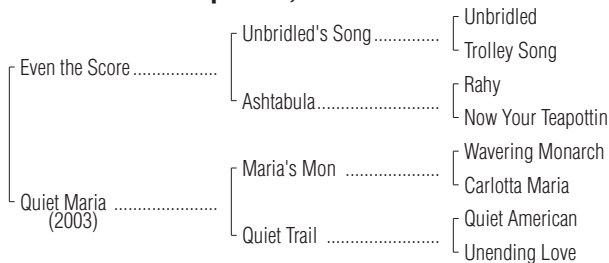 Unbridled
Unbridled's Song
Trolley Song
Even the Score
Rahy
Ashtabula
Now Your Teapottin
Wavering Monarch
Maria's Mon
Carlotta Maria
Quiet Maria
(2003)
Quiet American
Quiet Trail
Unending Love